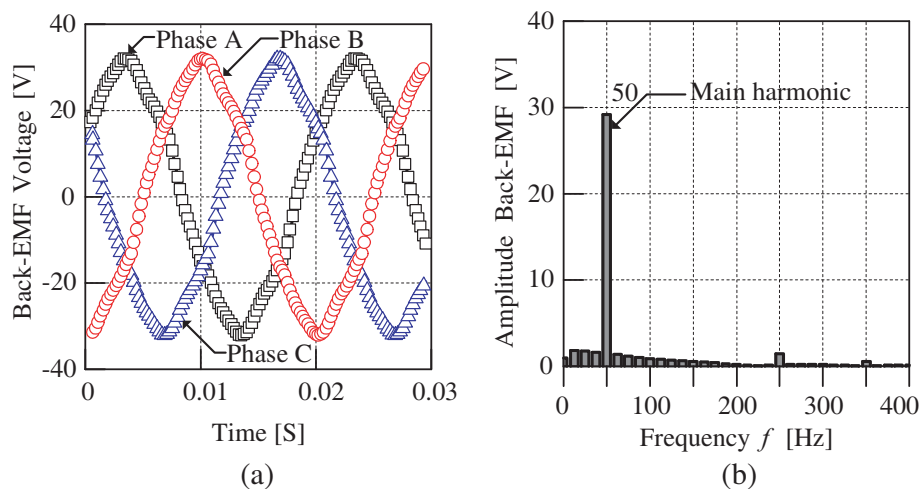 (a)
Back-EMF Voltage [V]
40
20
0
-20
-40
Phase A
Phase B
Phase C
0
0.01
0.02
0.03
Time [S]
(a)
(b)
Amplitude Back-EMF [V]
40
30
20
10
0
50
Main harmonic
0
100
200
300
400
Frequency f [Hz]
(b)